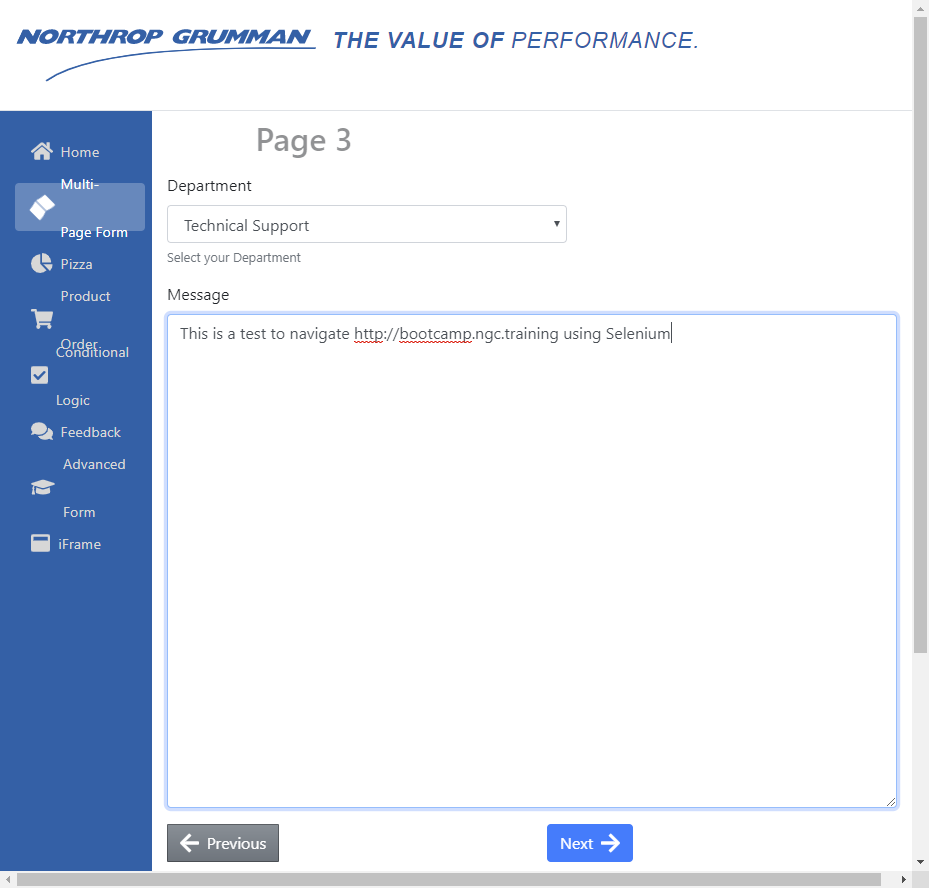 NORTHROP GRUMMAN THE VALUE OF PERFORMANCE.
Home
Multi-
Page Form
Pizza
Product
Order
Conditional
Logic
Feedback
Advanced
Form
iFrame
Page 3
Department
Technical Support
Select your Department
Message
This is a test to navigate http://bootcamp.ngc.training using Selenium
Previous
Next